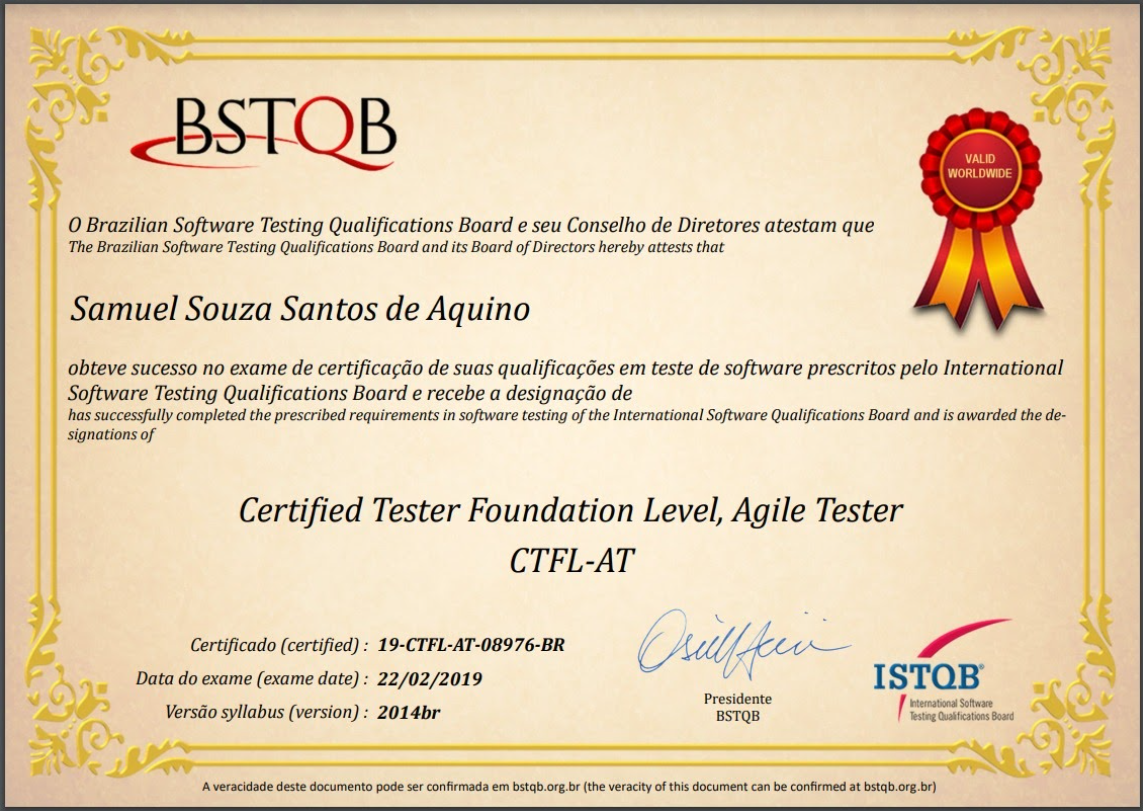 BSTQB
VALID
WORLDWIDE
O Brazilian Software Testing Qualifications Board e seu Conselho de Diretores atestam que
The Brazilian Software Testing Qualifications Board and its Board of Directors hereby attests that
Samuel Souza Santos de Aquino
obteve sucesso no exame de certificação de suas qualificações em teste de software prescritos pelo International
Software Testing Qualifications Board e recebe a designação de
has successfully completed the prescribed requirements in software testing of the International Software Qualifications Board and is awarded the de-
signations of
Certified Tester Foundation Level, Agile Tester
CTFL-AT
Certificado (certified) : 19-CTFL-AT-08976-BR
Data do exame (exame date) : 22/02/2019
Versão syllabus (version) : 2014br
Presidente
BSTQB
ISTQB®
International Software
Testing Qualifications Board
A veracidade deste documento pode ser confirmada em bstqb.org.br (the veracity of this document can be confirmed at bstqb.org.br)